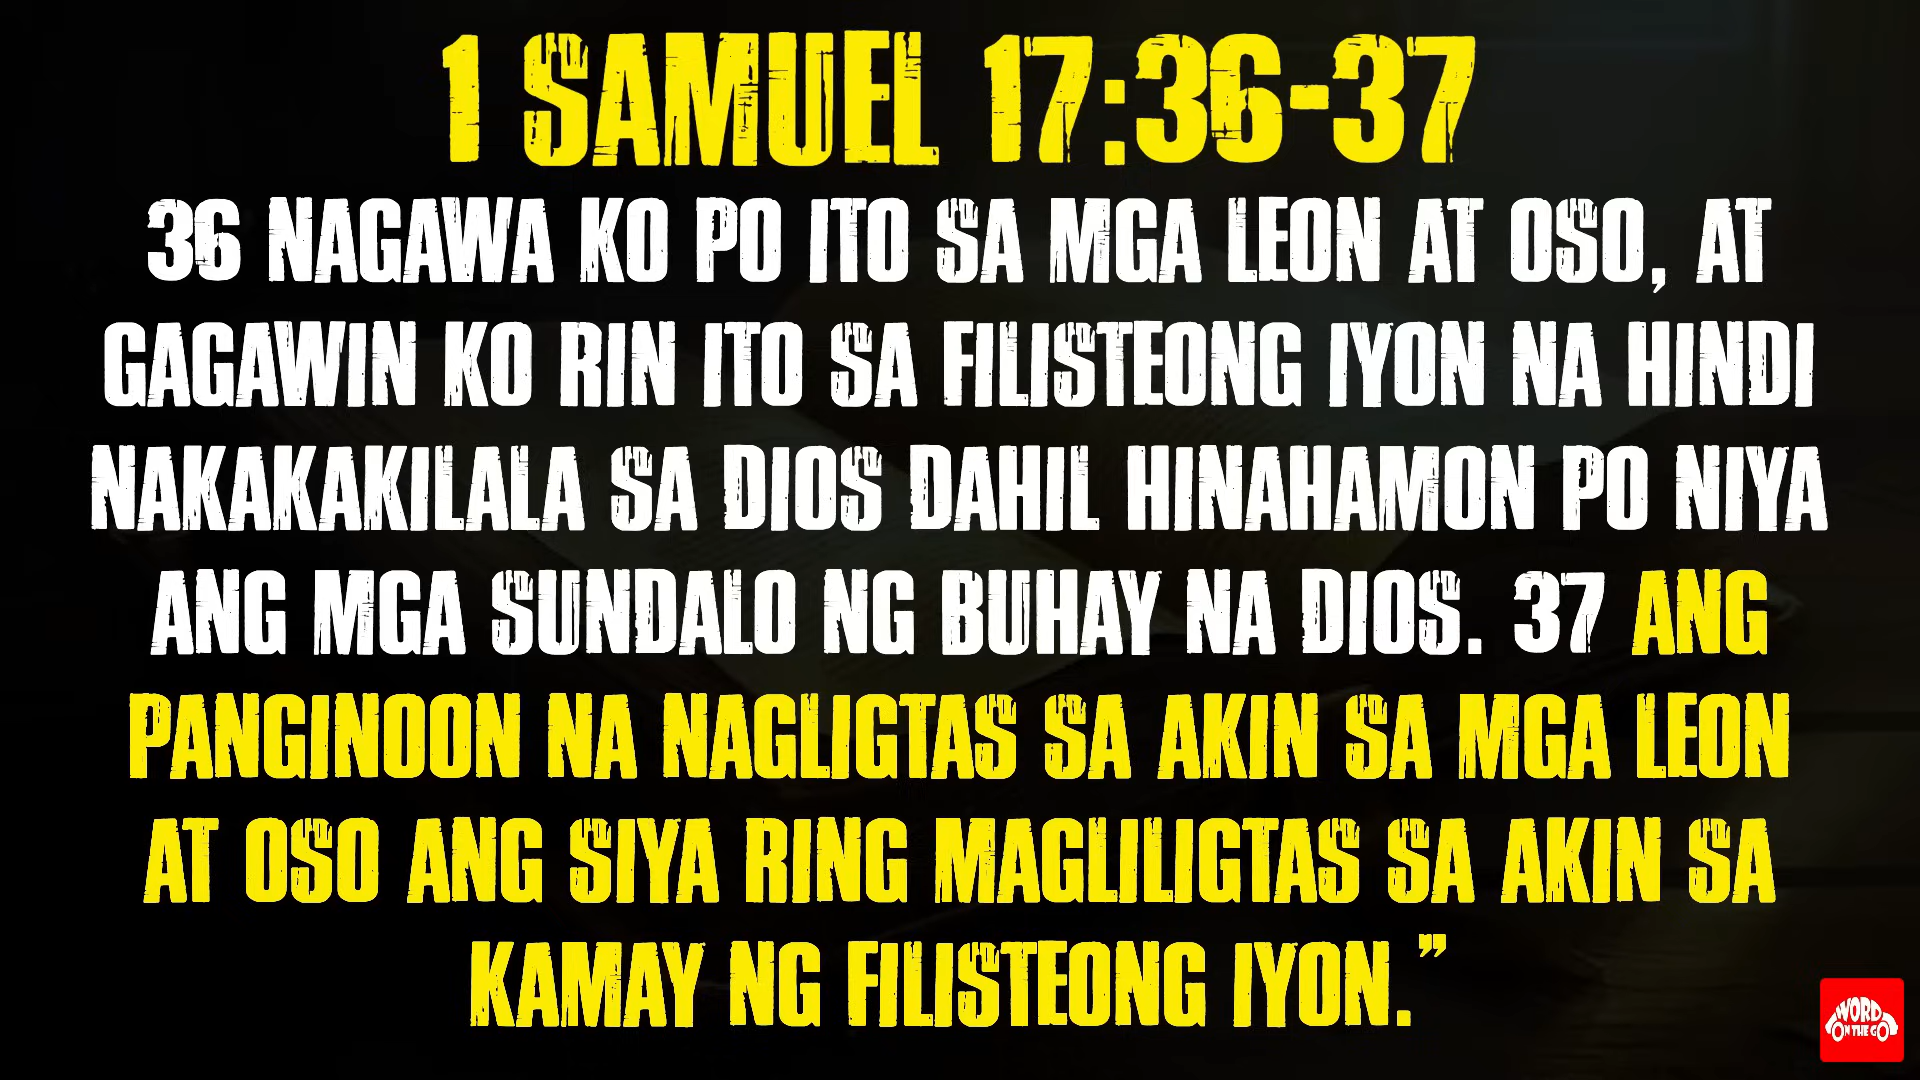 1 SAMUEL 17:36-37
36 NAGAWA KO PO ITO SA MGA LEON AT OSO, AT
GAGAWIN KO RIN ITO SA FILISTEONG IYON NA HINDI
NAKAKAKILALA SA DIOS DAHIL HINAHAMON PO NIYA
ANG MGA SUNDALO NG BUHAY NA DIOS. 37 ANG
PANGINOON NA NAGLIGTAS SA AKIN SA MGA LEON
AT OSO ANG SIYA RING MAGLILIGTAS SA AKIN SA
KAMAY NG FILISTEONG IYON.”
WORD
ON THE GO